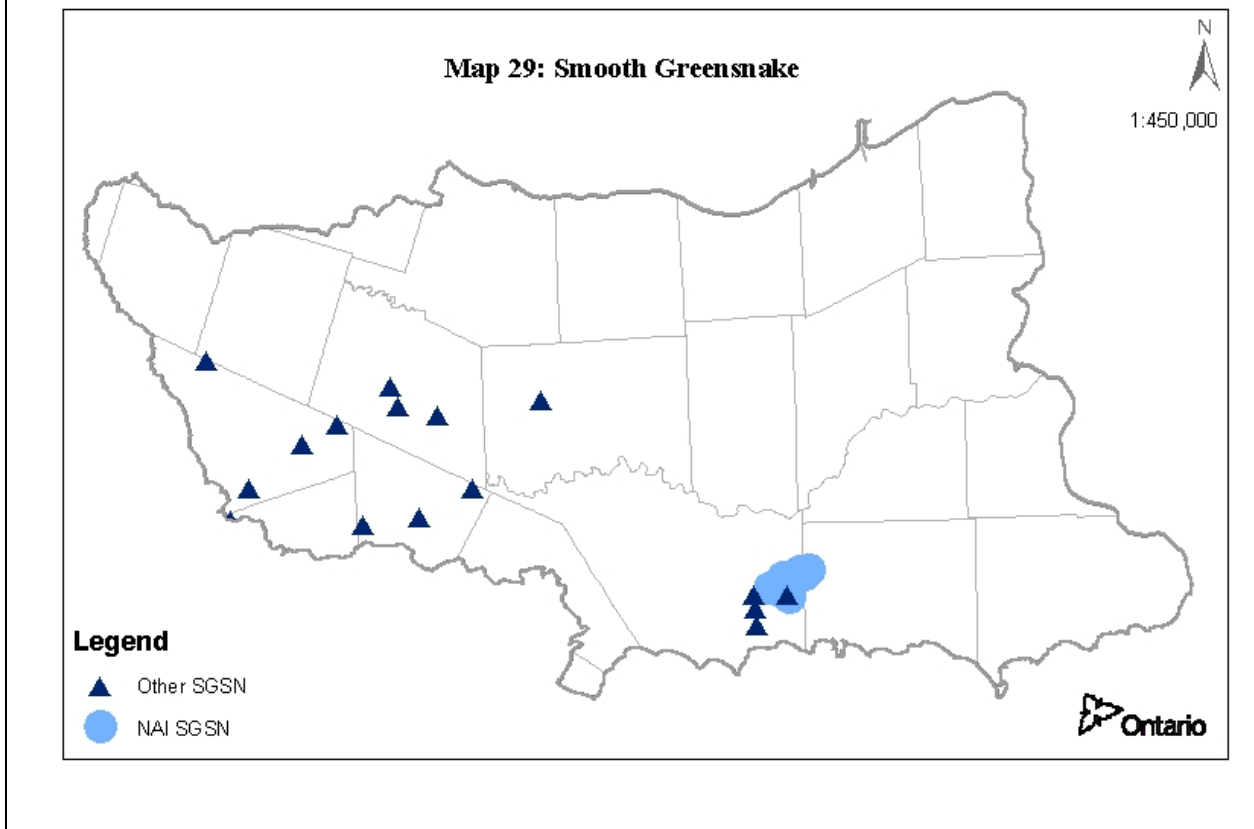 N
Map 29: Smooth Greensnake
1:450,000
Legend
Other SGSN
NAI SGSN
Ontario